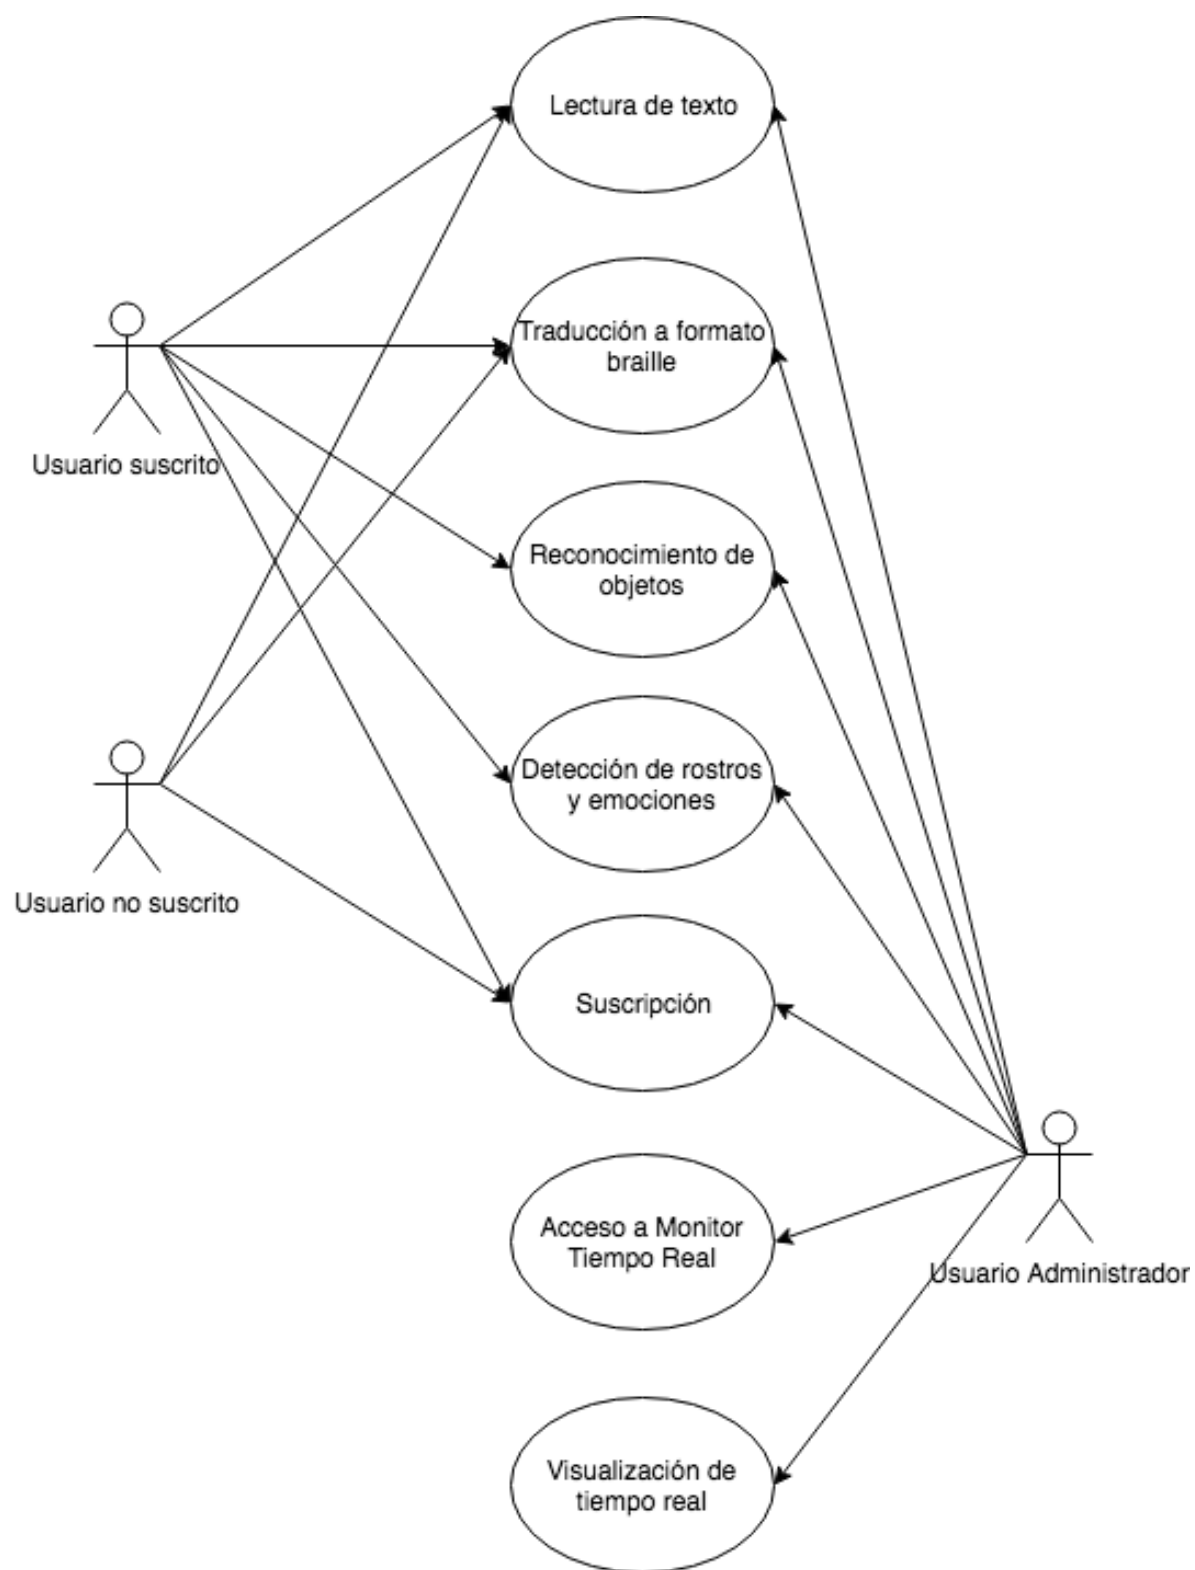 Lectura de texto
Traducción a formato
braille
Usuario suscrito
Reconocimiento de
objetos
Detección de rostros
y emociones
Usuario no suscrito
Suscripción
Acceso a Monitor
Tiempo Real
Usuario Administrador
Visualización de
tiempo real